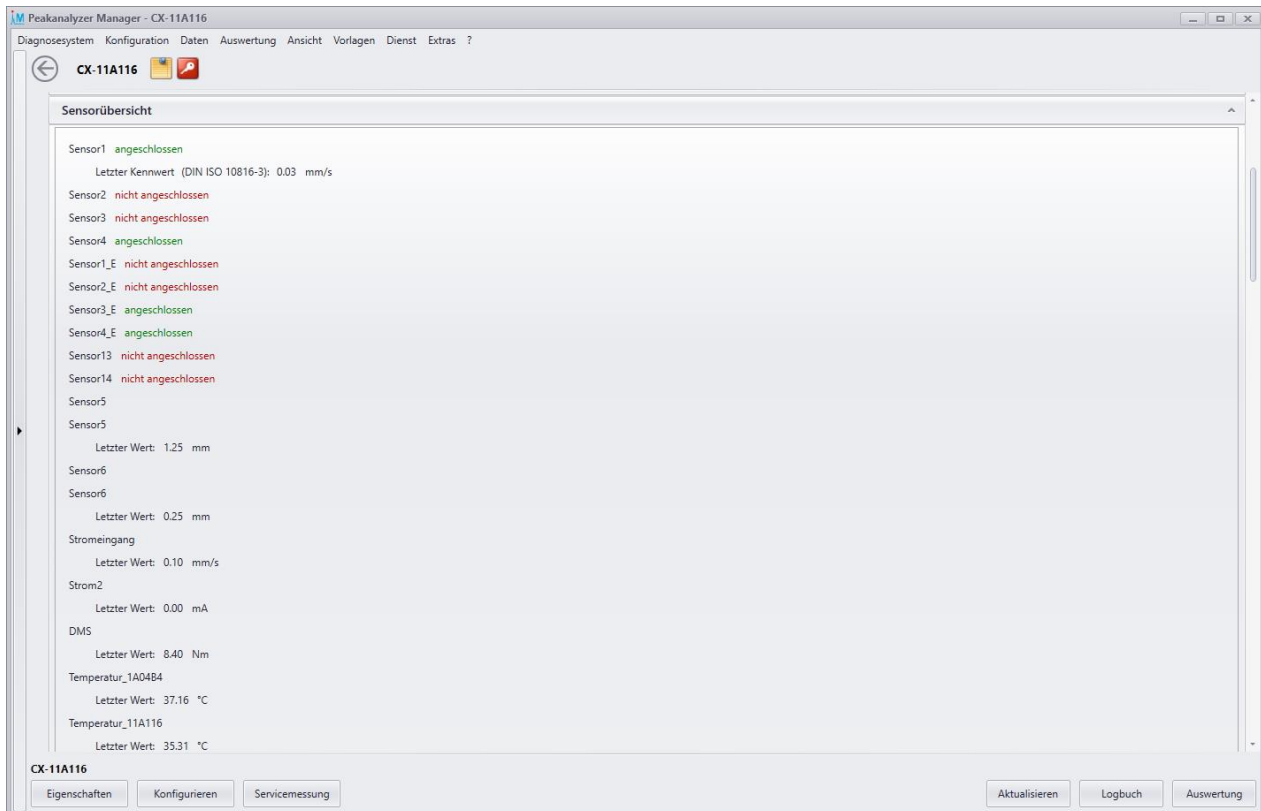 Peakanalyzer Manager - CX-11A116
Diagnosesystem Konfiguration Daten Auswertung Ansicht Vorlagen Dienst Extras ?
CX-11A116
Sensorübersicht
Sensor1 angeschlossen
Letzter Kennwert (DIN ISO 10816-3): 0.03 mm/s
Sensor2 nicht angeschlossen
Sensor3 nicht angeschlossen
Sensor4 angeschlossen
Sensor1_E nicht angeschlossen
Sensor2_E nicht angeschlossen
Sensor3_E angeschlossen
Sensor4_E angeschlossen
Sensor13 nicht angeschlossen
Sensor14 nicht angeschlossen
Sensor5
Sensor5
Letzter Wert: 1.25 mm
Sensor6
Sensor6
Letzter Wert: 0.25 mm
Stromeingang
Letzter Wert: 0.10 mm/s
Strom2
Letzter Wert: 0.00 mA
DMS
Letzter Wert: 8.40 Nm
Temperatur_1A04B4
Letzter Wert: 37.16 °C
Temperatur_11A116
Letzter Wert: 35.31 °C
CX-11A116
Eigenschaften Konfigurieren Servicemessung Aktualisieren Logbuch Auswertung